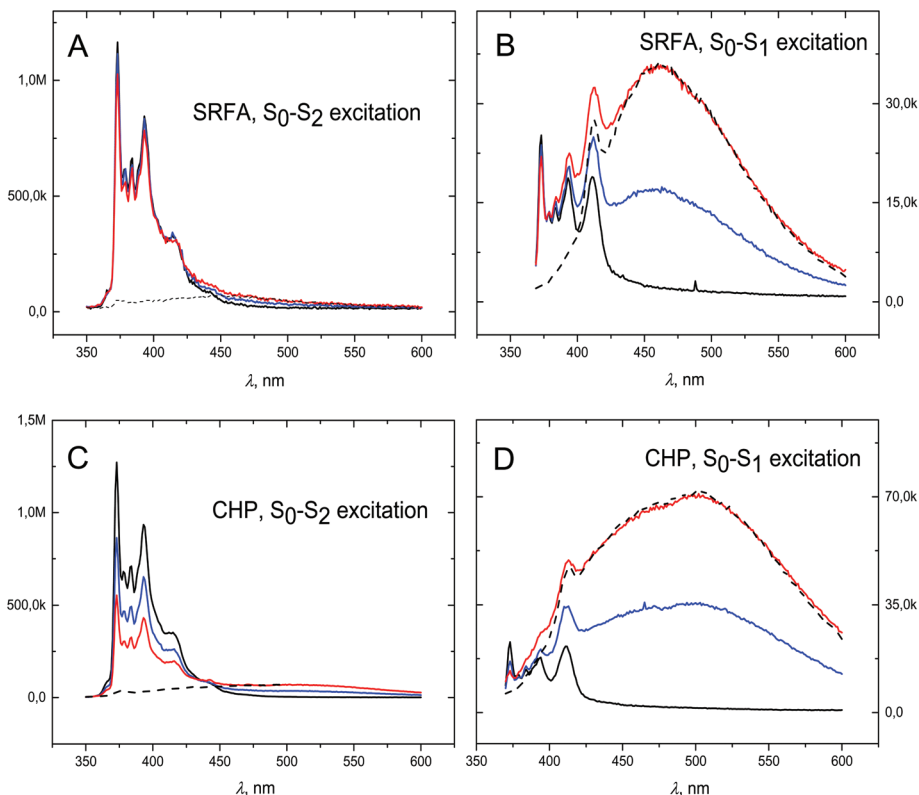 A
SRFA, S0-S2 excitation
1,0M
500,0k
0,0
350 400 450 500 550 600
λ, nm
B
SRFA, S0-S1 excitation
30,0k
15,0k
0,0
350 400 450 500 550 600
λ, nm
C
CHP, S0-S2 excitation
1,5M
1,0M
500,0k
0,0
350 400 450 500 550 600
λ, nm
D
CHP, S0-S1 excitation
70,0k
35,0k
0,0
350 400 450 500 550 600
λ, nm